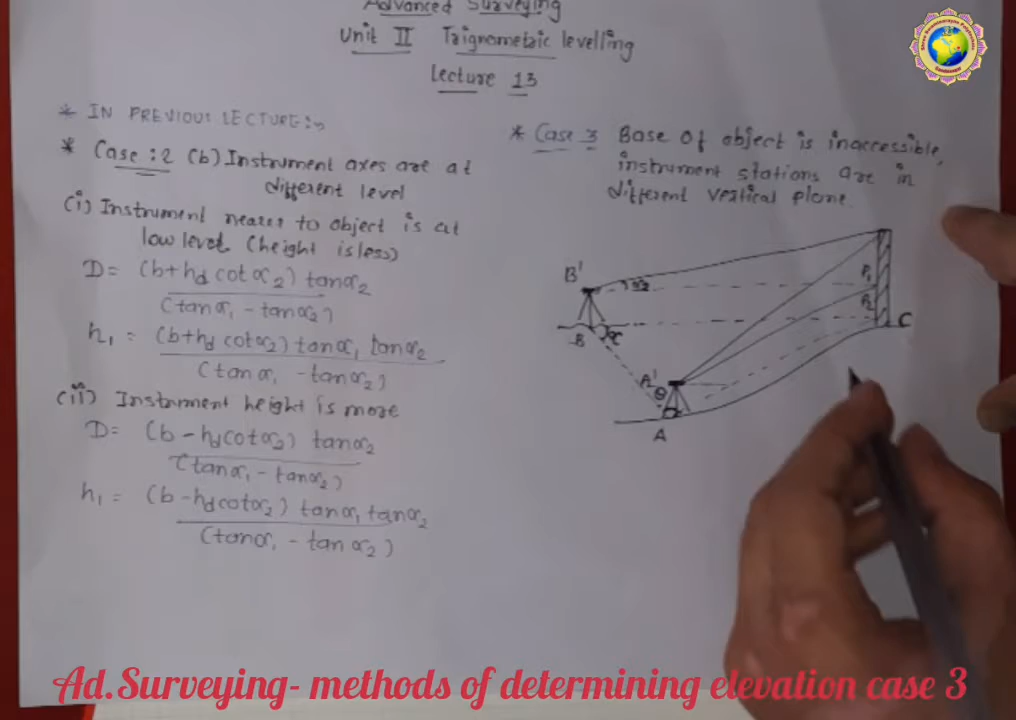 Advanced Surveying
Unit II Trignometric levelling
Lecture 13
* IN PREVIOUS LECTURE:→
* Case:2 (b) Instrument axes are at
different level
(i) Instrument nearer to object is at
low level. (height is less)
D = (b+hd cot α2) tan α2
(tan α1 - tan α2)
h1 = (b+hd cot α2) tan α1 tan α2
(tan α1 - tan α2)
(ii) Instrument height is more
D = (b - hd cot α2) tan α2
(tan α1 - tan α2)
h1 = (b - hd cot α2) tan α1 tan α2
(tan α1 - tan α2)
* Case 3 Base of object is inaccessible,
instrument stations are in
different vertical plane.
B'
α2
P1
P2
B
α
C
A'
θ
A
Ad.Surveying- methods of determining elevation case 3